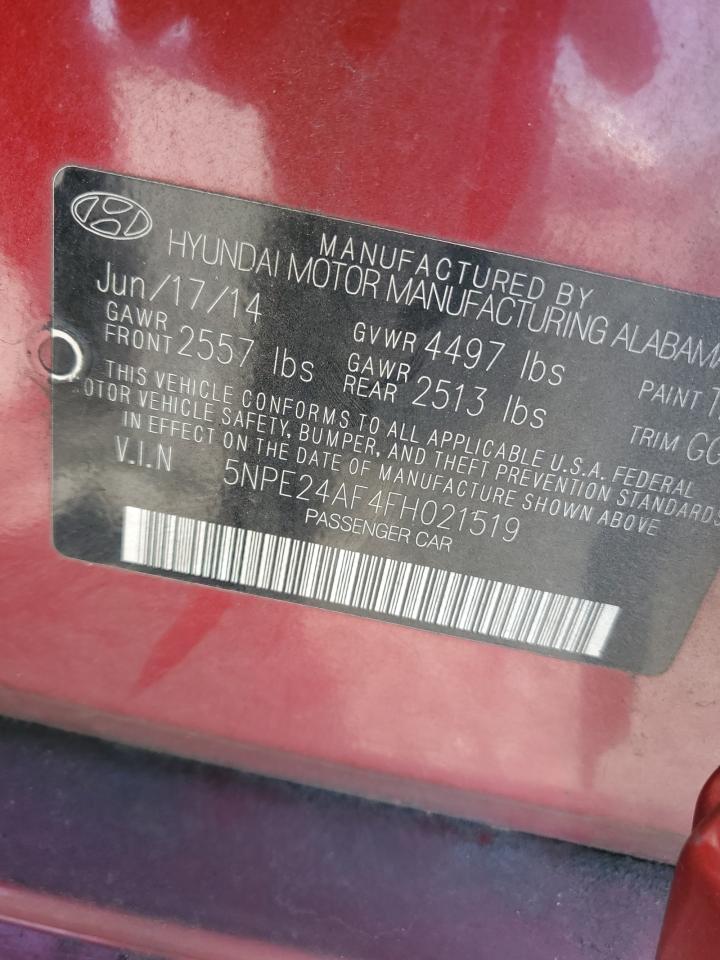 MANUFACTURED BY
HYUNDAI MOTOR MANUFACTURING
Jun/17/14
GVWR 4497 lbs
GAWR FRONT 2557 lbs
GAWR REAR 2513 lbs
PAINT
TRIM
THIS VEHICLE CONFORMS TO ALL APPLICABLE U.S.A. FEDERAL
MOTOR VEHICLE SAFETY, BUMPER, AND THEFT PREVENTION STANDARDS
IN EFFECT ON THE DATE OF MANUFACTURE SHOWN ABOVE
V.I.N 5NPE24AF4FH021519
PASSENGER CAR